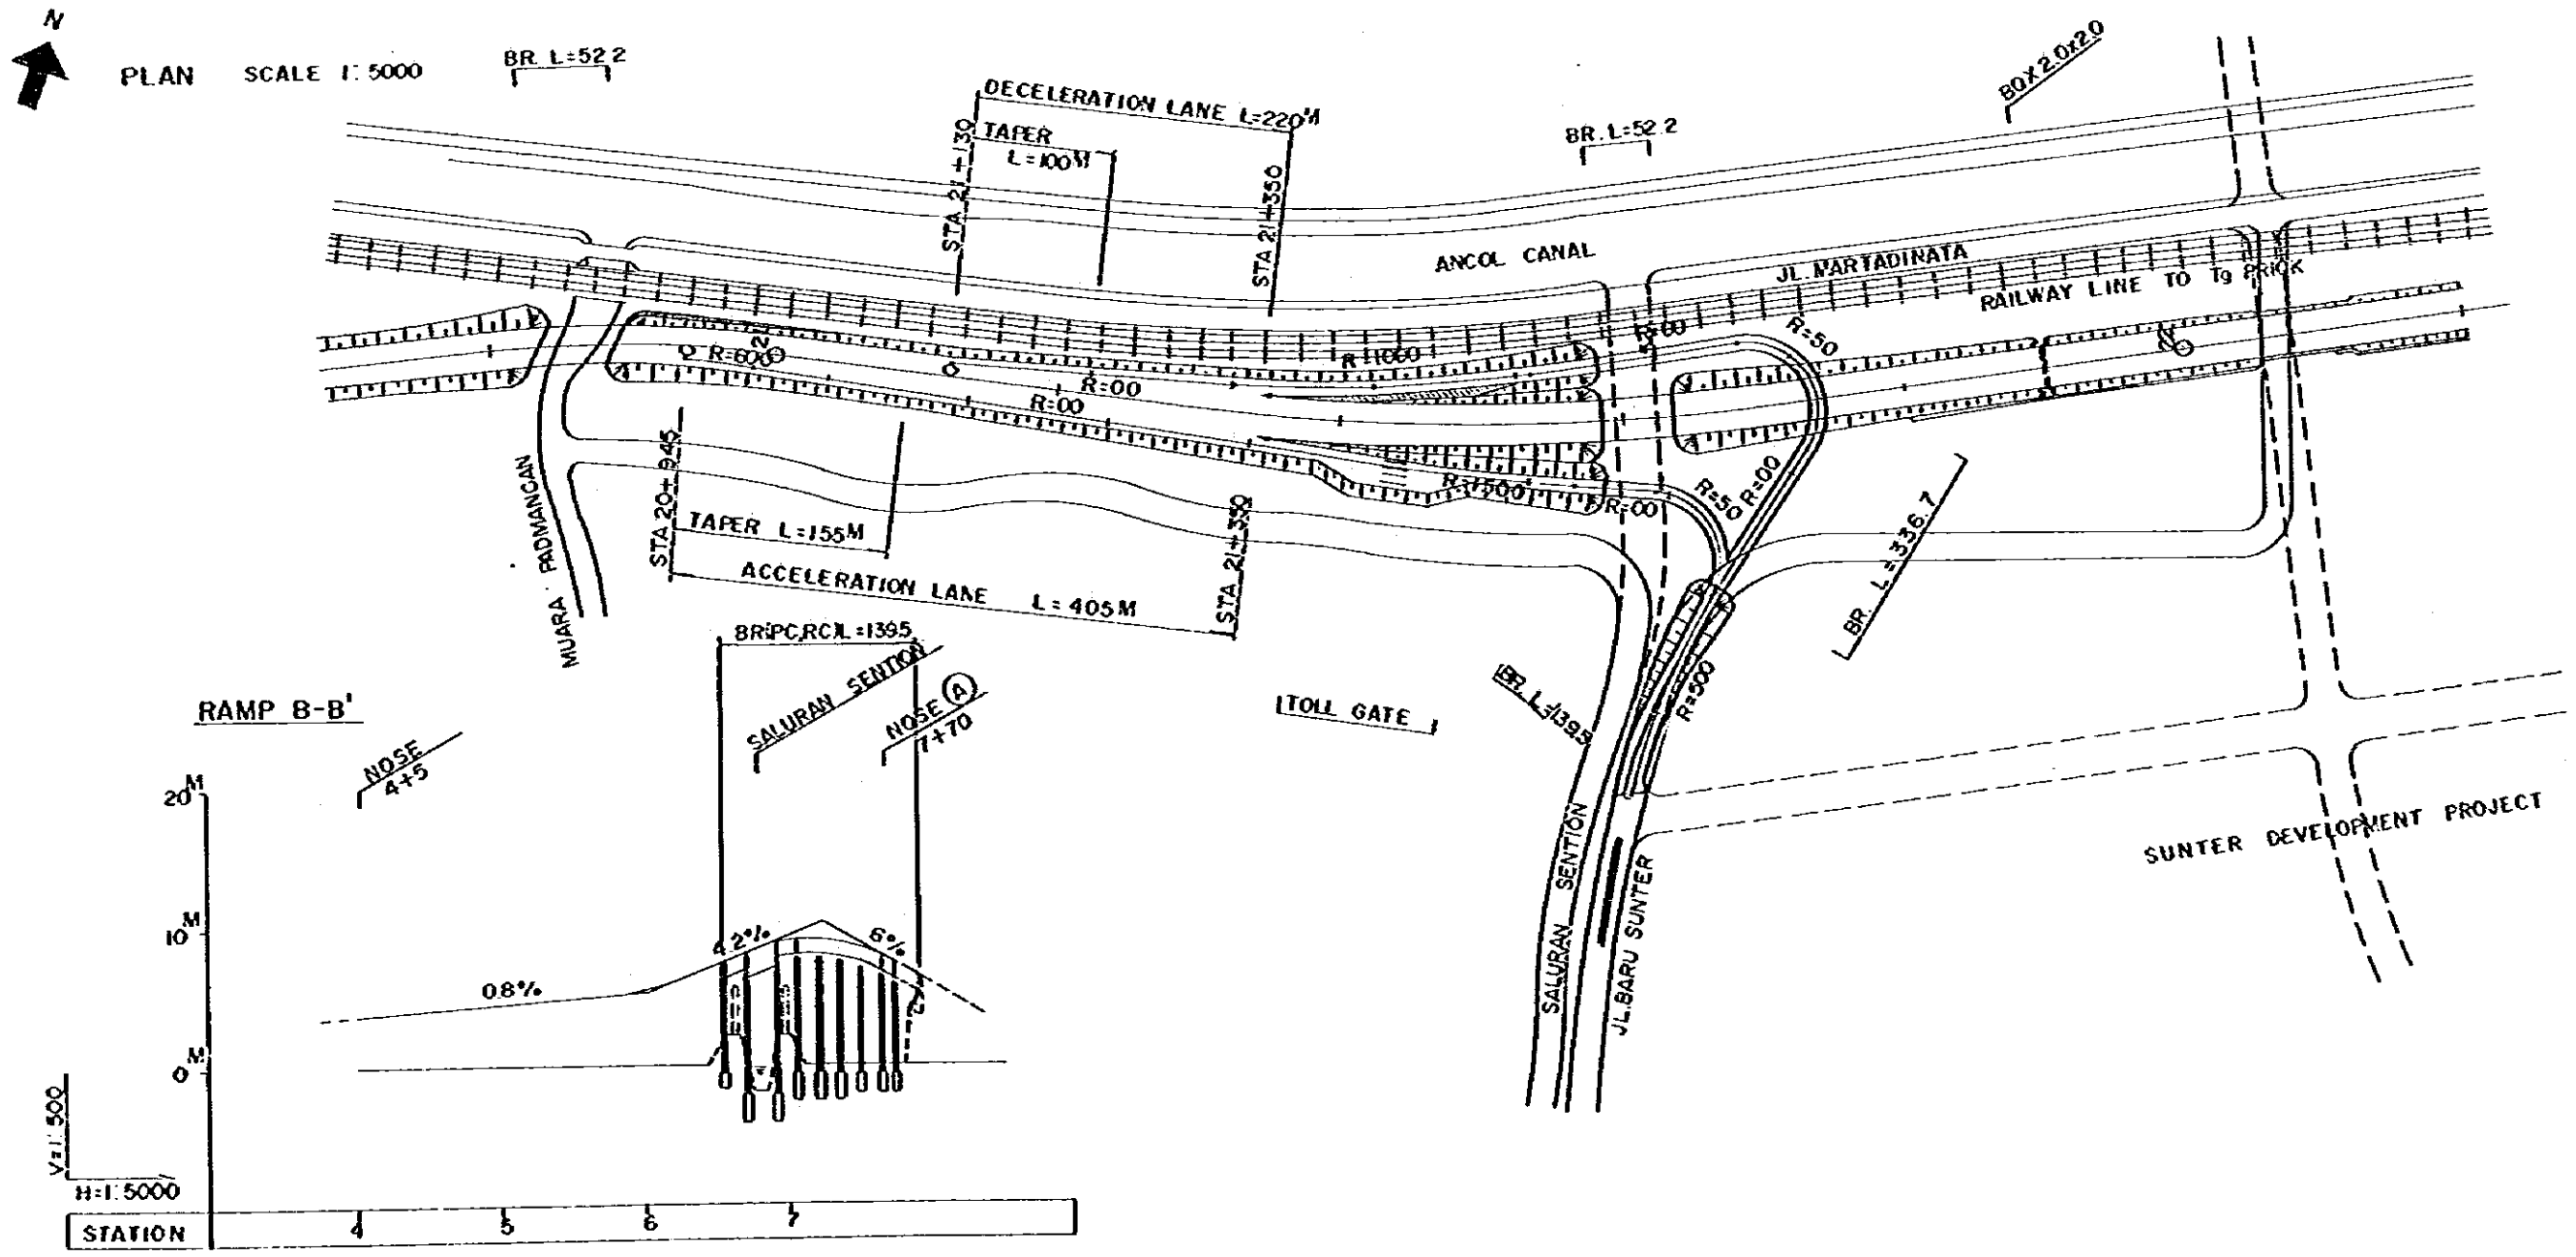 N
PLAN SCALE 1:5000
BR. L=52.2
DECELERATION LANE L=220M
TAPER
L=100M
STA 21+130
STA 21+350
BR. L=52.2
BOX 2.0x2.0
ANCOL CANAL
JL. MARTADINATA
RAILWAY LINE TO Tg PRIOK
R=600
R=1000
R=00
R=00
R=00
R=50
R=1500
R=00
R=50
R=00
MUARA PADMANGAN
STA 20+945
TAPER L=155M
ACCELERATION LANE L=405M
STA 21+350
BR. L=336.7
BR(PC,RC)L=139.5
SALURAN SENTION
NOSE A
7+70
TOLL GATE
BR. L=139.5
R=500
RAMP B-B'
NOSE
4+5
20M
10M
0M
0.8%
4.2%
6%
V=1:500
H=1:5000
STATION
4 5 6 7
SALURAN SENTION
JL.BARU SUNTER
SUNTER DEVELOPMENT PROJECT